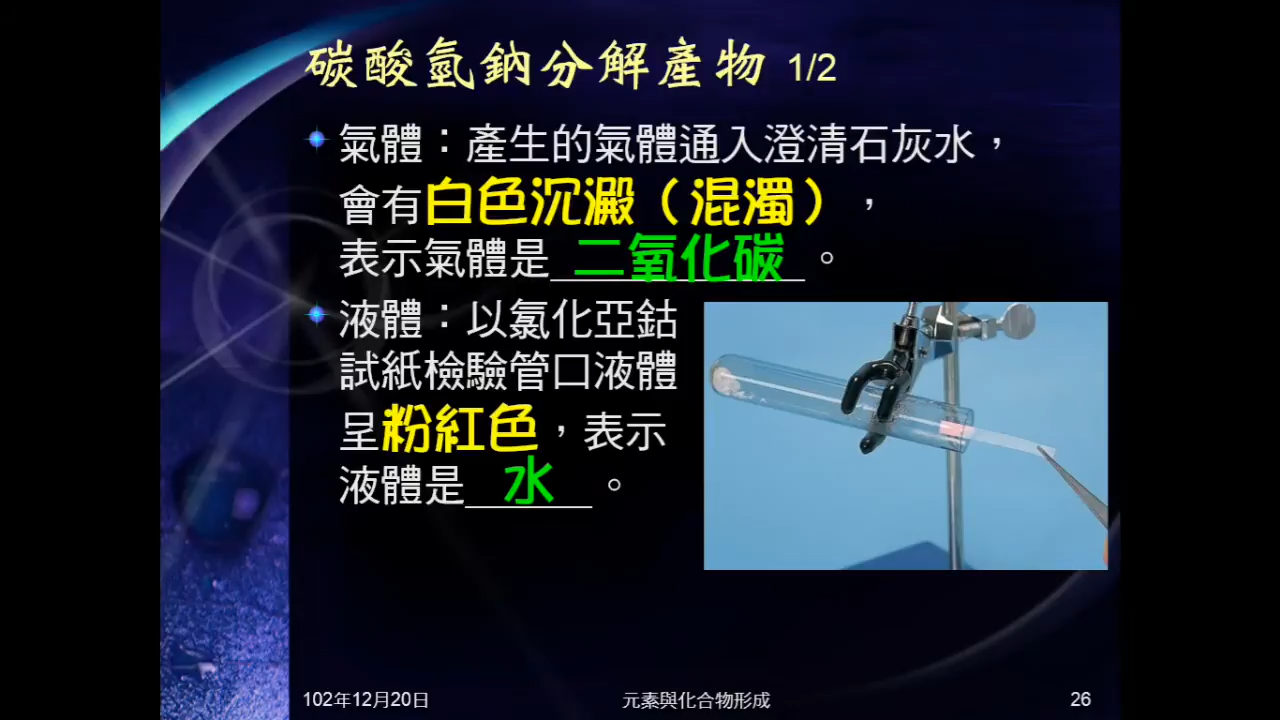 碳酸氫鈉分解產物 1/2
氣體：產生的氣體通入澄清石灰水，
會有白色沉澱（混濁），
表示氣體是 二氧化碳 。
液體：以氯化亞鈷
試紙檢驗管口液體
呈粉紅色，表示
液體是 水 。
102年12月20日 元素與化合物形成 26